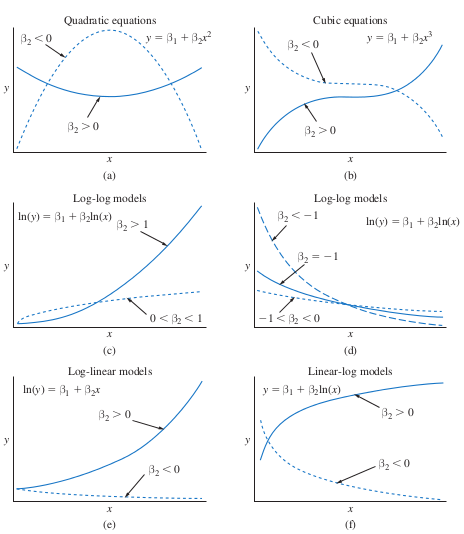 Quadratic equations
β₂ < 0
y = β₁ + β₂x²
y
β₂ > 0
x
(a)
Cubic equations
β₂ < 0
y = β₁ + β₂x³
y
β₂ > 0
x
(b)
Log-log models
ln(y) = β₁ + β₂ln(x)
β₂ > 1
y
0 < β₂ < 1
x
(c)
Log-log models
β₂ < −1
ln(y) = β₁ + β₂ln(x)
β₂ = −1
y
−1 < β₂ < 0
x
(d)
Log-linear models
ln(y) = β₁ + β₂x
β₂ > 0
y
β₂ < 0
x
(e)
Linear-log models
y = β₁ + β₂ln(x)
β₂ > 0
y
β₂ < 0
x
(f)